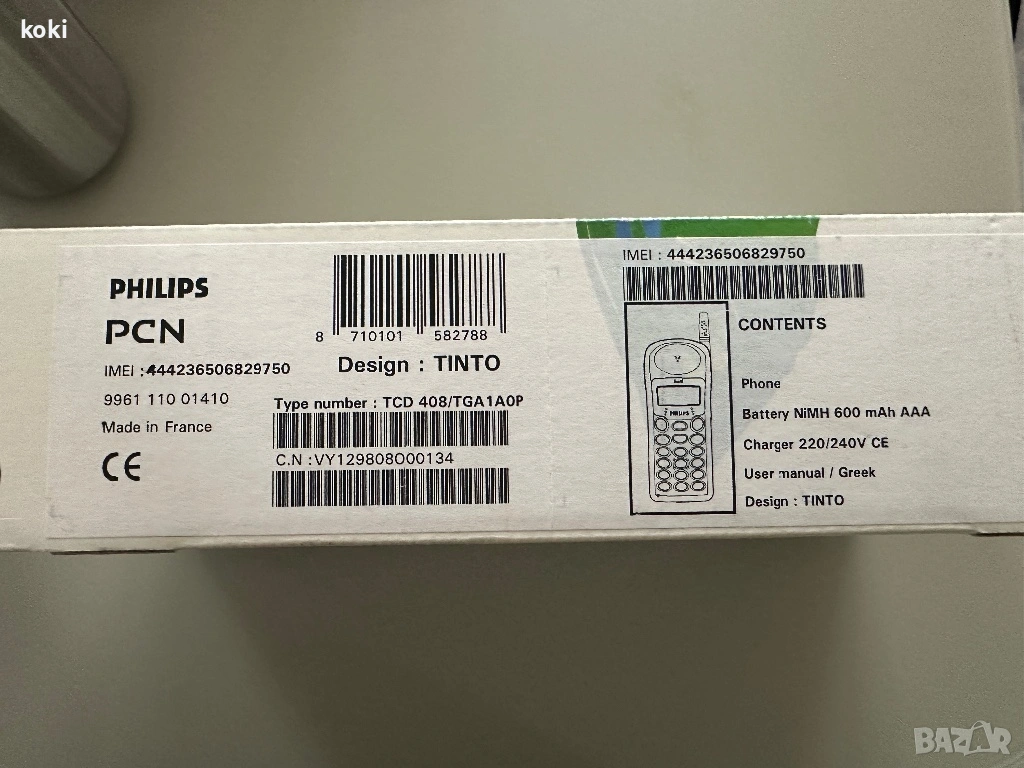 koki
PHILIPS
PCN
IMEI :444236506829750
9961 110 01410
Made in France
CE
8 710101 582788
Design : TINTO
Type number : TCD 408/TGA1A0P
C.N :VY129808000134
IMEI : 444236506829750
PHILIPS
CONTENTS
Phone
Battery NiMH 600 mAh AAA
Charger 220/240V CE
User manual / Greek
Design : TINTO
BAZAR